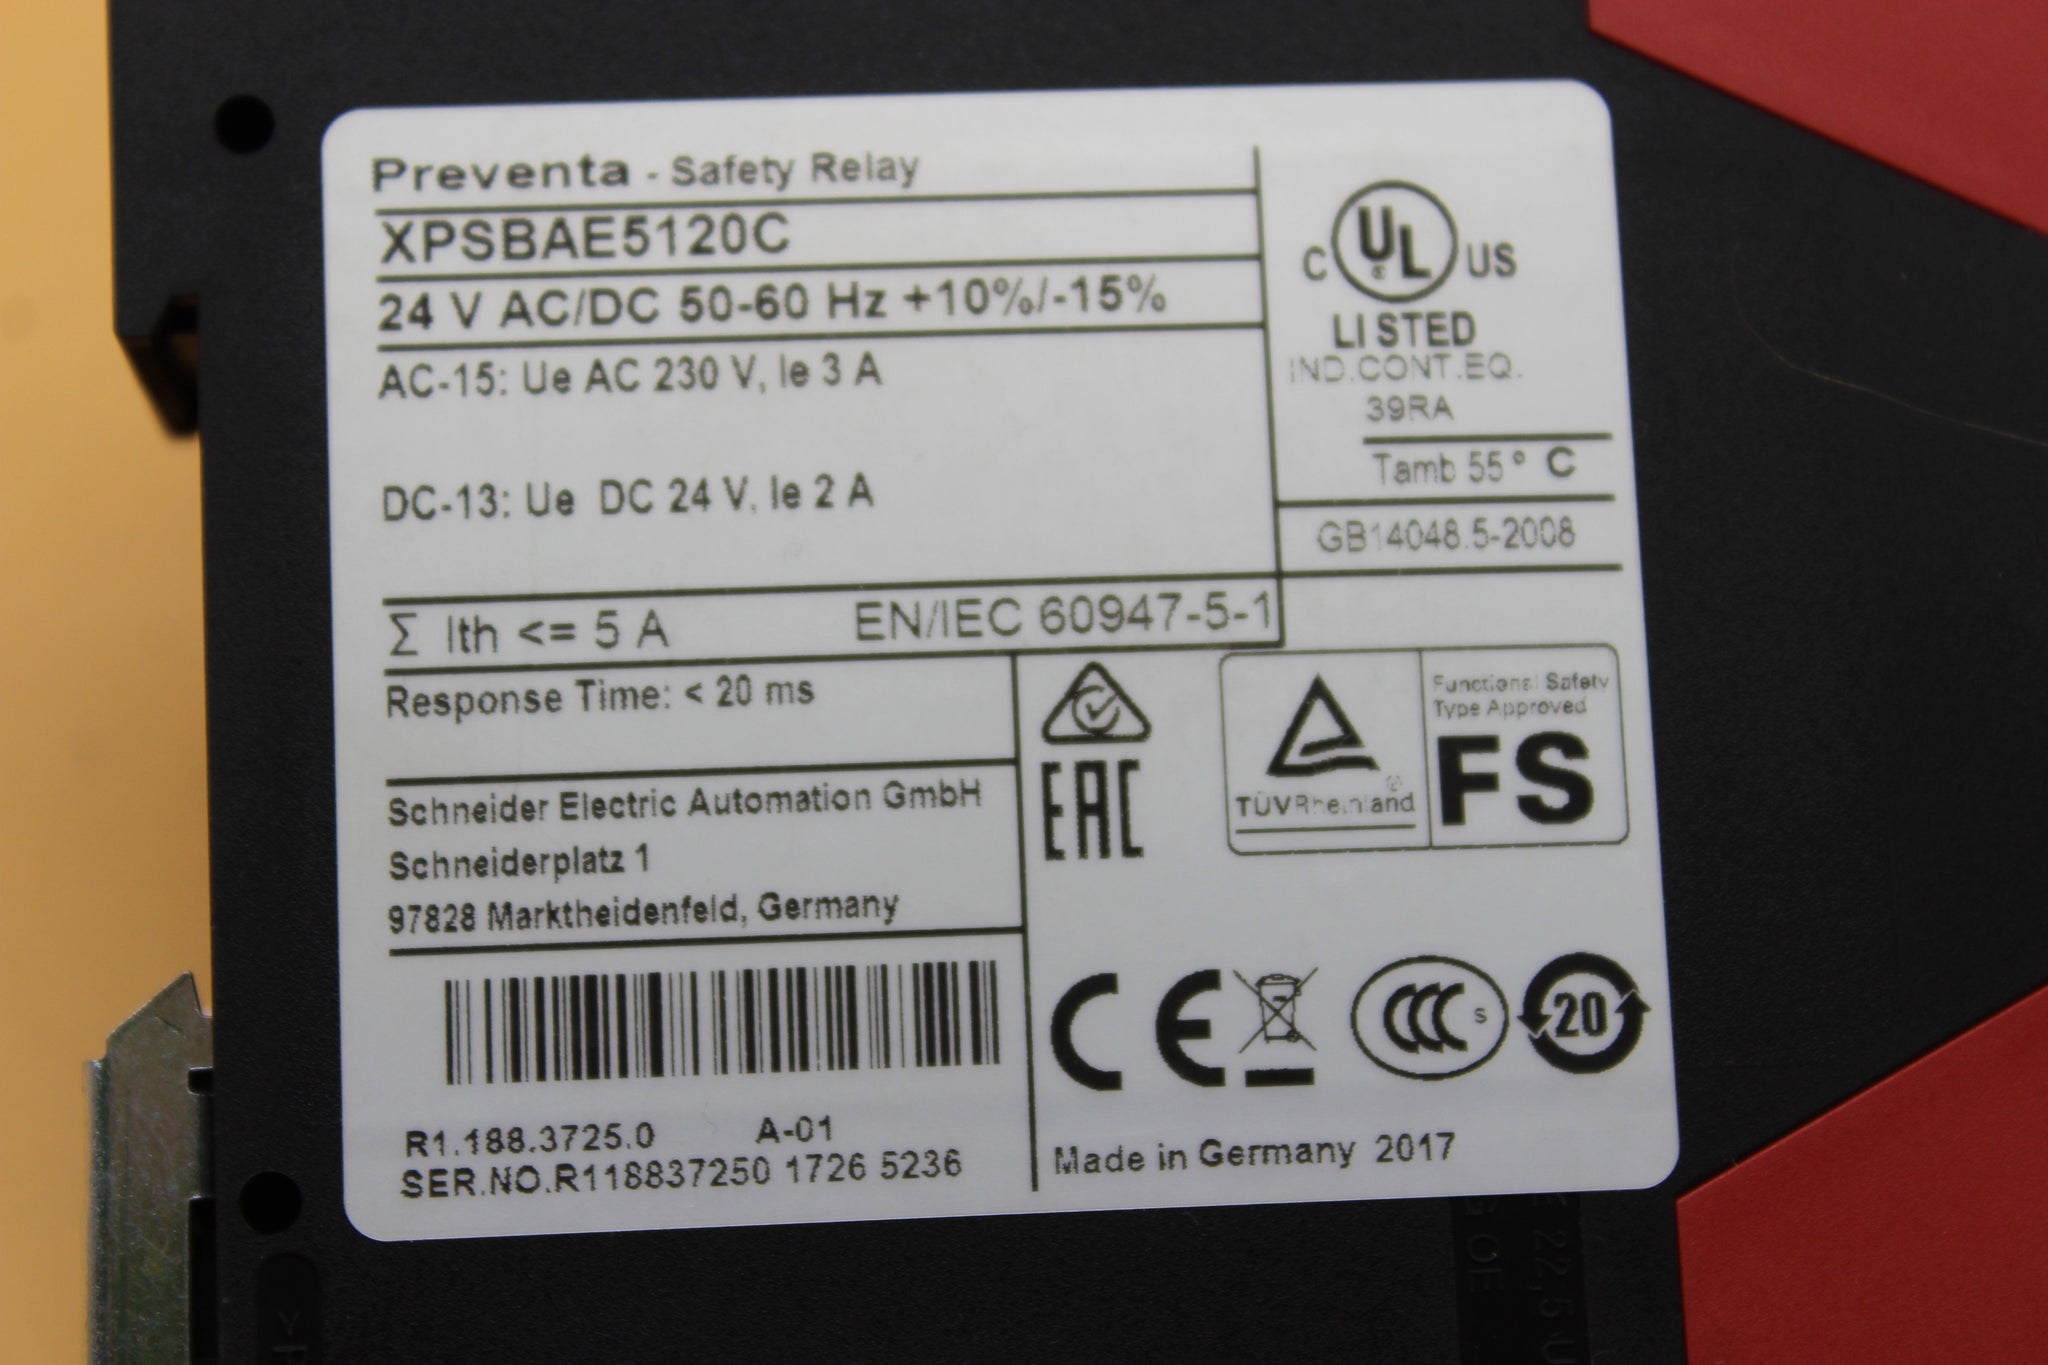 Preventa - Safety Relay
XPSBAE5120C
24 V AC/DC 50-60 Hz +10%/-15%
AC-15: Ue AC 230 V, Ie 3 A
DC-13: Ue DC 24 V, Ie 2 A
Σ Ith <= 5 A EN/IEC 60947-5-1
Response Time: < 20 ms
Schneider Electric Automation GmbH
Schneiderplatz 1
97828 Marktheidenfeld, Germany
R1.188.3725.0 A-01
SER.NO.R118837250 1726 5236
C UL® US
LISTED
IND.CONT.EQ.
39RA
Tamb 55° C
GB14048.5-2008
EAC
TÜVRheinland®
Functional Safety
Type Approved
FS
CE
CCC S
20
Made in Germany 2017
22,5